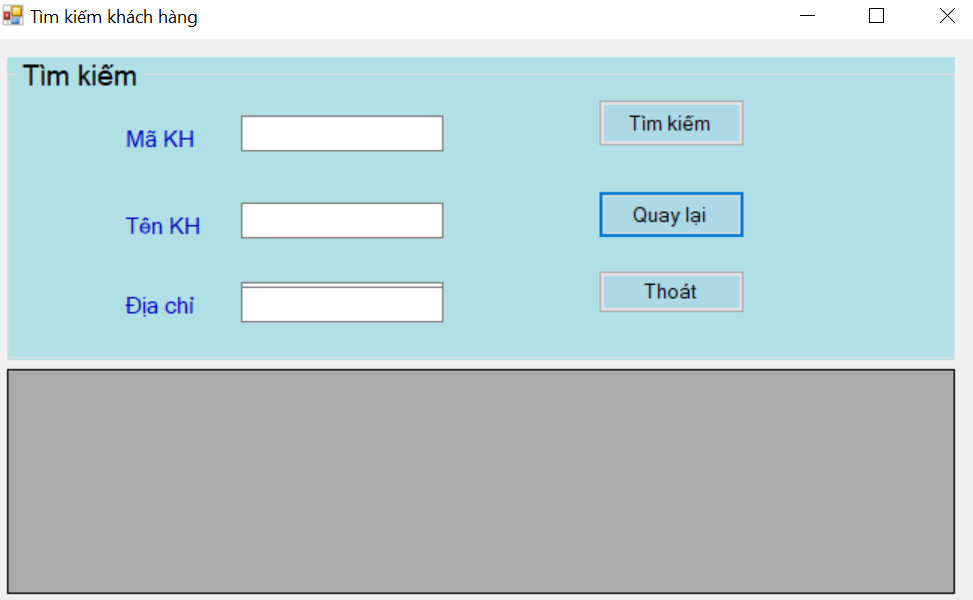 Tìm kiếm khách hàng
Tìm kiếm
Mã KH
Tìm kiếm
Tên KH
Quay lại
Địa chỉ
Thoát